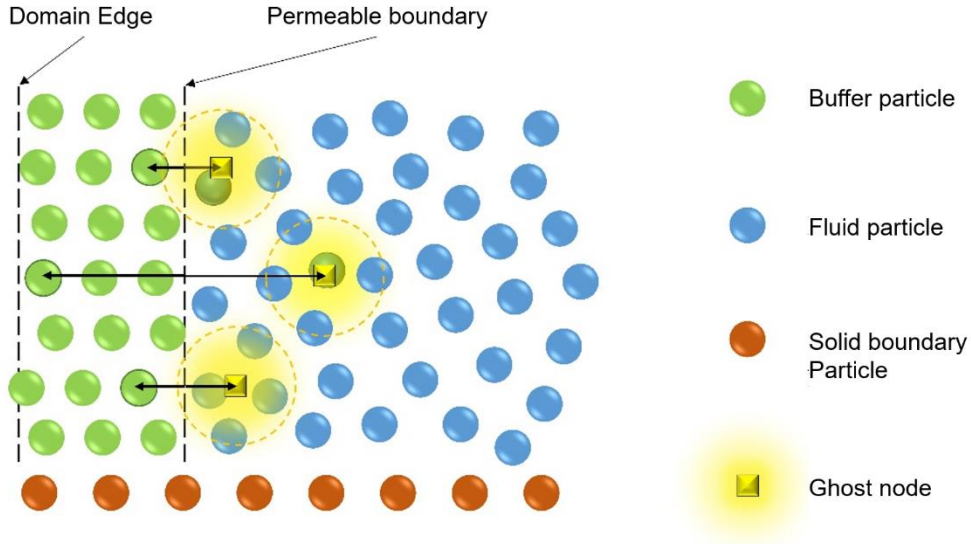 Domain Edge
Permeable boundary
Buffer particle
Fluid particle
Solid boundary
Particle
Ghost node